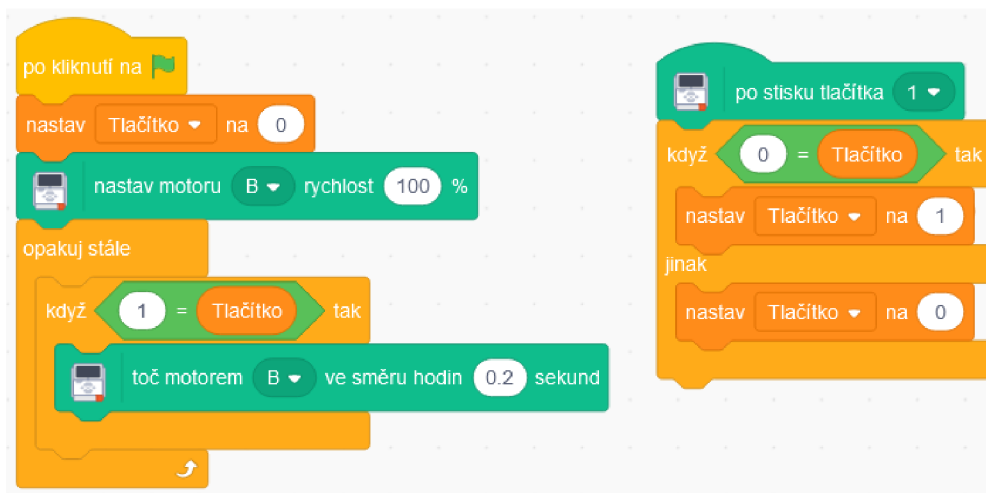 po kliknutí na
nastav Tlačítko na 0
nastav motoru B rychlost 100 %
opakuj stále
když 1 = Tlačítko tak
toč motorem B ve směru hodin 0.2 sekund
po stisku tlačítka 1
když 0 = Tlačítko tak
nastav Tlačítko na 1
jinak
nastav Tlačítko na 0